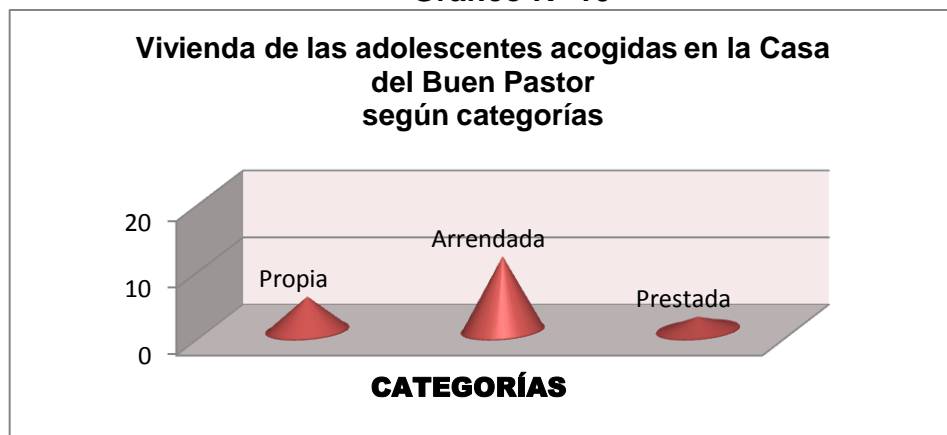 Vivienda de las adolescentes acogidas en la Casa
del Buen Pastor
según categorías
20
10
0
Propia
Arrendada
Prestada
CATEGORÍAS